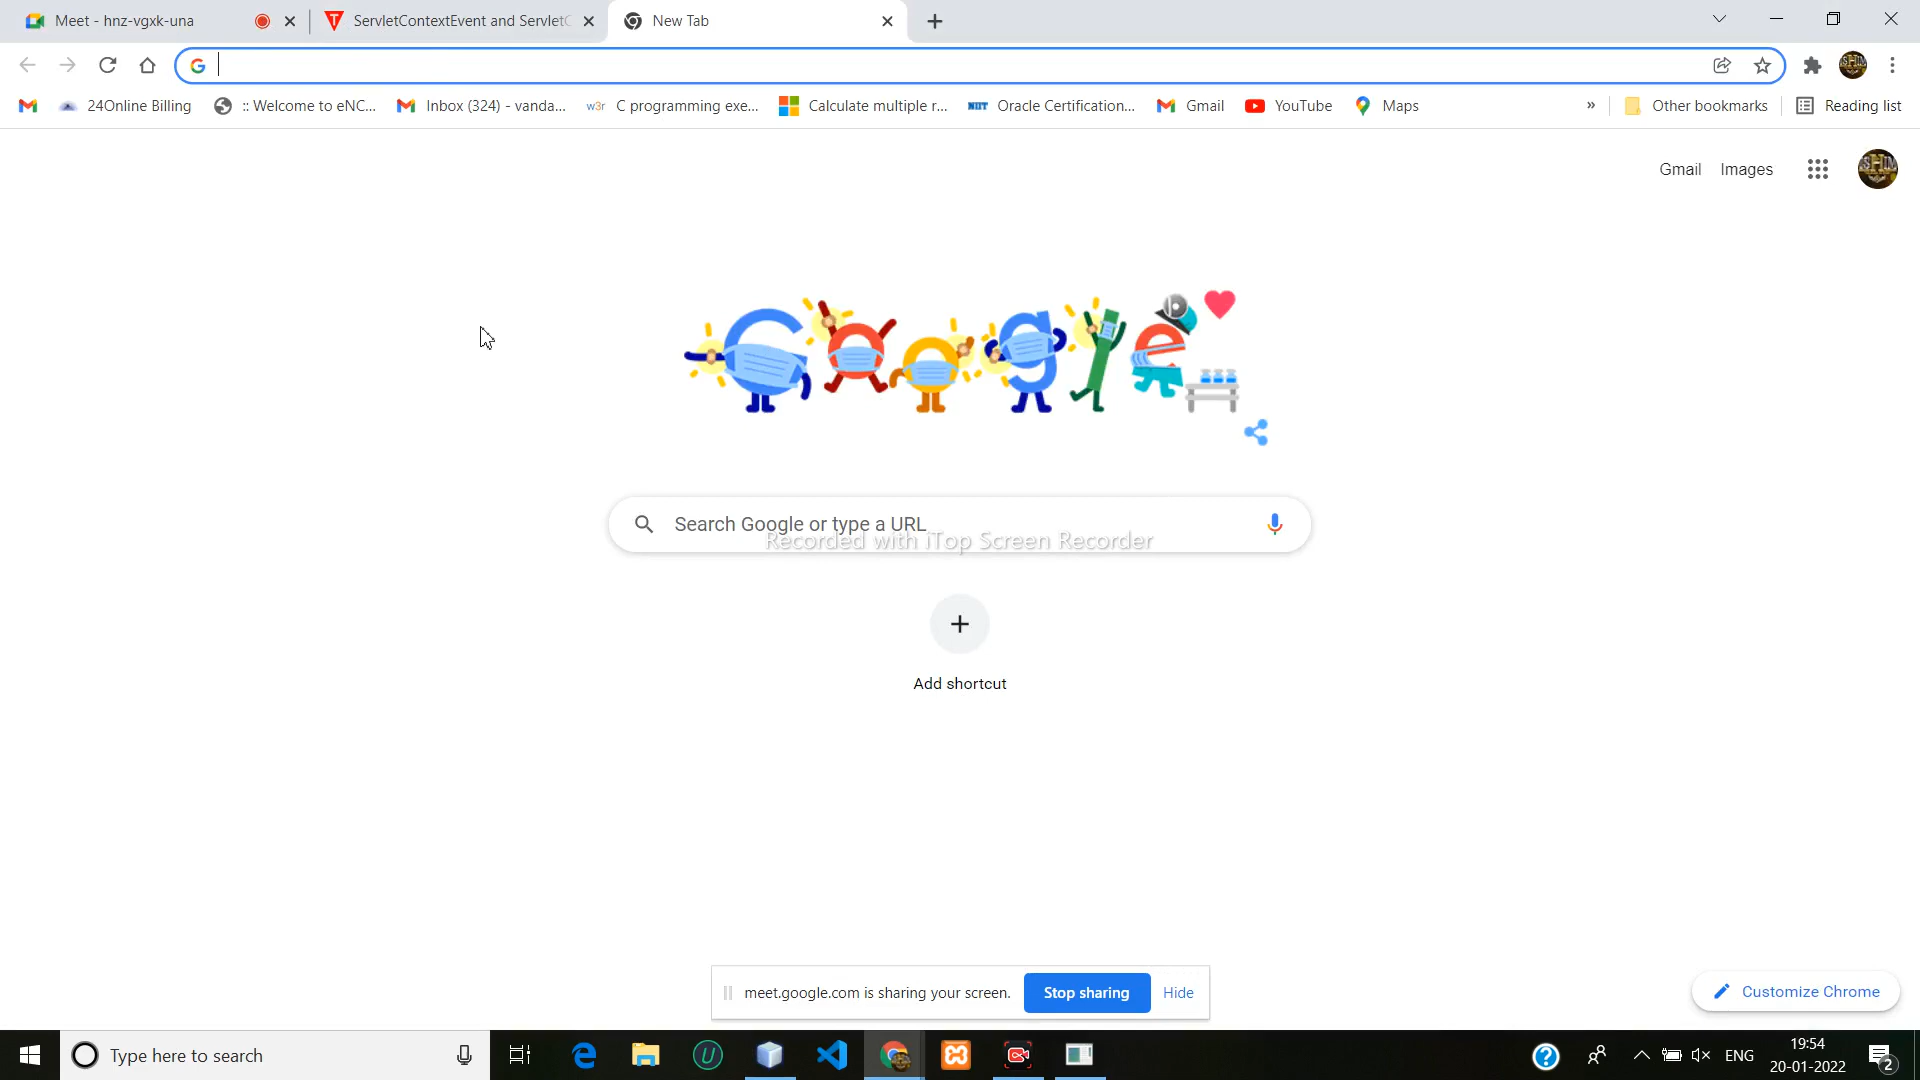 Meet - hnz-vgxk-una
ServletContextEvent and Servlet
New Tab
24Online Billing
:: Welcome to eNC...
Inbox (324) - vanda...
w3r C programming exe...
Calculate multiple r...
NIIT Oracle Certification...
Gmail
YouTube
Maps
»
Other bookmarks
Reading list
Gmail Images
Google
Search Google or type a URL
Recorded with iTop Screen Recorder
Add shortcut
meet.google.com is sharing your screen. Stop sharing Hide
Customize Chrome
Type here to search
ENG
19:54
20-01-2022
2